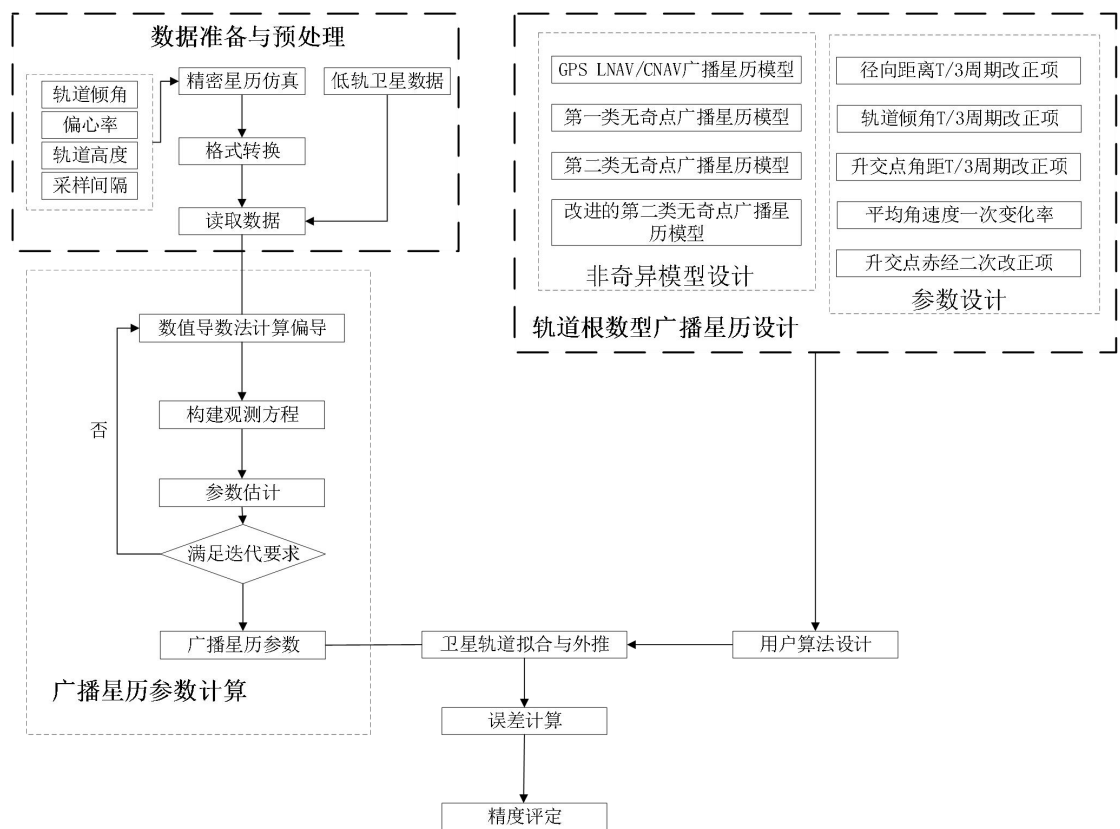 数据准备与预处理
轨道倾角
偏心率
轨道高度
采样间隔
精密星历仿真
低轨卫星数据
格式转换
读取数据
GPS LNAV/CNAV广播星历模型
第一类无奇点广播星历模型
第二类无奇点广播星历模型
改进的第二类无奇点广播星
历模型
非奇异模型设计
径向距离T/3周期改正项
轨道倾角T/3周期改正项
升交点角距T/3周期改正项
平均角速度一次变化率
升交点赤经二次改正项
参数设计
轨道根数型广播星历设计
数值导数法计算偏导
构建观测方程
否
参数估计
满足迭代要求
广播星历参数
广播星历参数计算
卫星轨道拟合与外推
用户算法设计
误差计算
精度评定